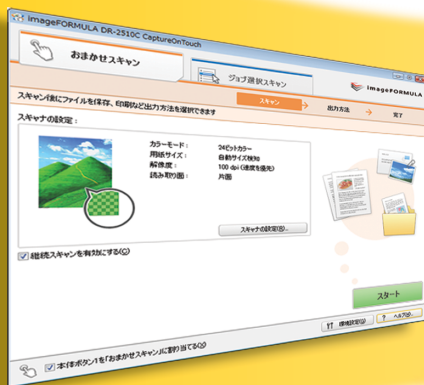 imageFORMULA DR-2510C CaptureOnTouch
おまかせスキャン
ジョブ選択スキャン
imageFORMULA
スキャン
出力方法
完了
スキャン後にファイルを保存、印刷など出力方法を選択できます
スキャナの設定：
カラーモード： 24ビットカラー
用紙サイズ： 自動サイズ検知
解像度： 100 dpi (速度を優先)
読み取り面： 片面
スキャナの設定(B)...
継続スキャンを有効にする(C)
スタート
環境設定(Q)
? ヘルプ(H)
本体ボタン1を「おまかせスキャン」に割り当てる(Q)